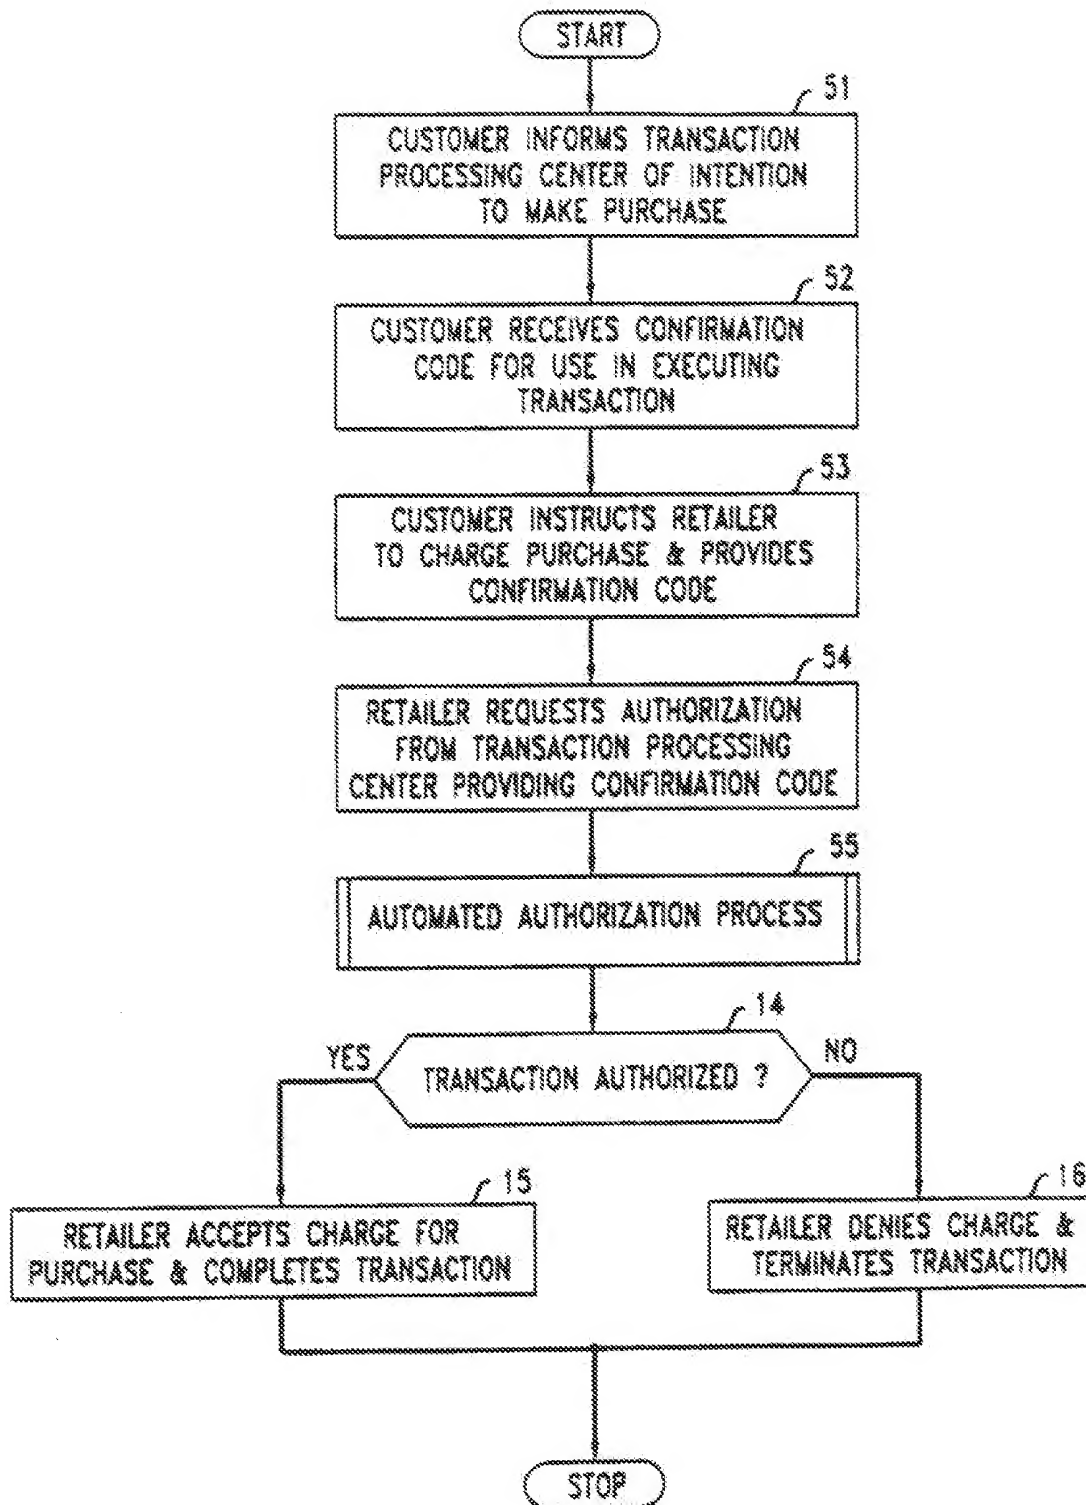 START
51
CUSTOMER INFORMS TRANSACTION
PROCESSING CENTER OF INTENTION
TO MAKE PURCHASE
52
CUSTOMER RECEIVES CONFIRMATION
CODE FOR USE IN EXECUTING
TRANSACTION
53
CUSTOMER INSTRUCTS RETAILER
TO CHARGE PURCHASE & PROVIDES
CONFIRMATION CODE
54
RETAILER REQUESTS AUTHORIZATION
FROM TRANSACTION PROCESSING
CENTER PROVIDING CONFIRMATION CODE
55
AUTOMATED AUTHORIZATION PROCESS
14
YES
TRANSACTION AUTHORIZED ?
NO
15
RETAILER ACCEPTS CHARGE FOR
PURCHASE & COMPLETES TRANSACTION
16
RETAILER DENIES CHARGE &
TERMINATES TRANSACTION
STOP